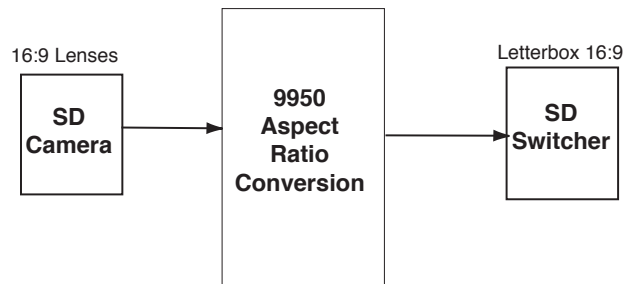 16:9 Lenses
SD
Camera
9950
Aspect
Ratio
Conversion
Letterbox 16:9
SD
Switcher